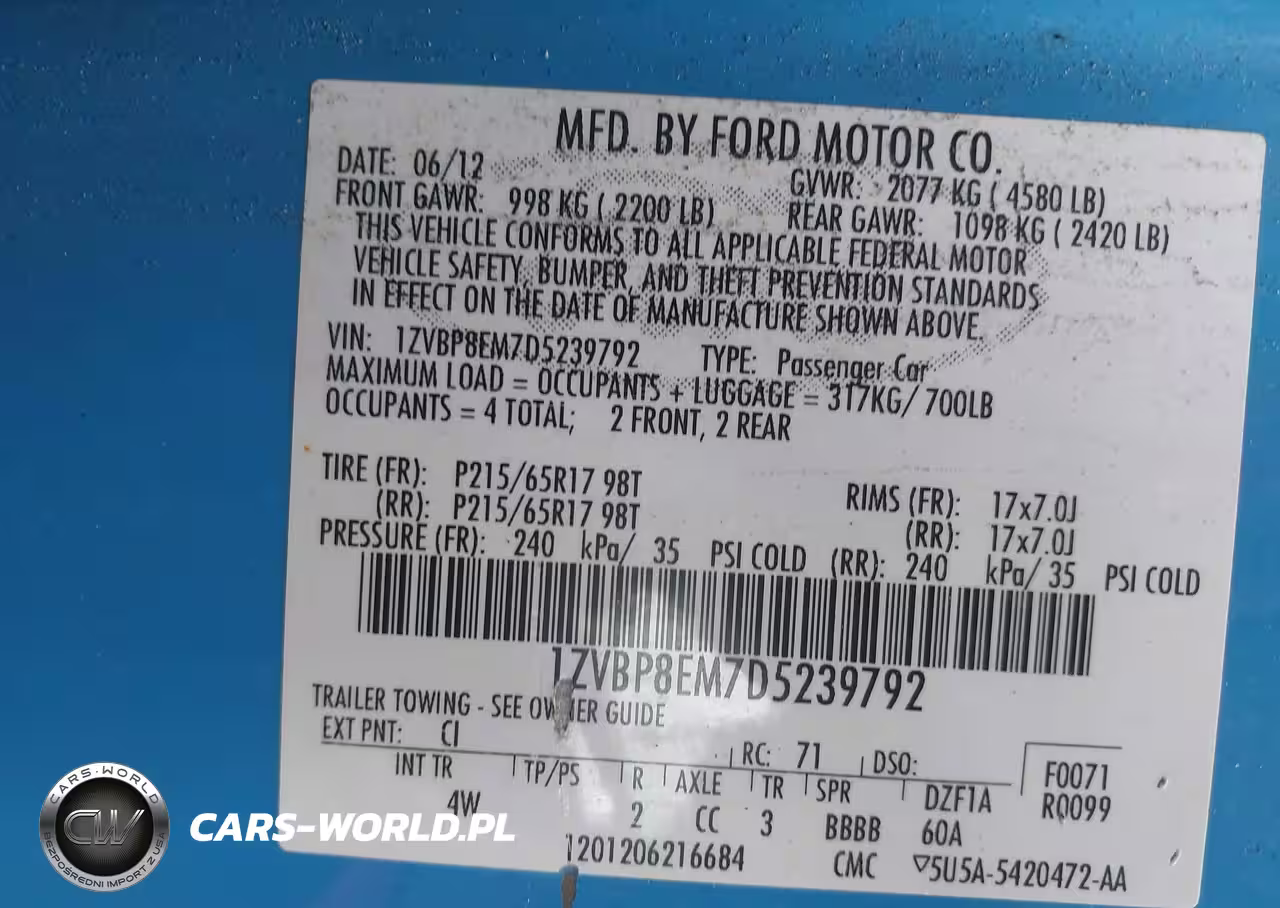 MFD. BY FORD MOTOR CO.
DATE: 06/12 GVWR: 2077 KG ( 4580 LB)
FRONT GAWR: 998 KG ( 2200 LB) REAR GAWR: 1098 KG ( 2420 LB)
THIS VEHICLE CONFORMS TO ALL APPLICABLE FEDERAL MOTOR
VEHICLE SAFETY, BUMPER, AND THEFT PREVENTION STANDARDS
IN EFFECT ON THE DATE OF MANUFACTURE SHOWN ABOVE.
VIN: 1ZVBP8EM7D5239792 TYPE: Passenger Car
MAXIMUM LOAD = OCCUPANTS + LUGGAGE = 317KG/ 700LB
OCCUPANTS = 4 TOTAL; 2 FRONT, 2 REAR
TIRE (FR): P215/65R17 98T RIMS (FR): 17x7.0J
(RR): P215/65R17 98T (RR): 17x7.0J
PRESSURE (FR): 240 kPa/ 35 PSI COLD (RR): 240 kPa/ 35 PSI COLD
1ZVBP8EM7D5239792
TRAILER TOWING - SEE OWNER GUIDE
EXT PNT: CI RC: 71 DSO: F0071
INT TR TP/PS R AXLE TR SPR DZF1A R0099
4W 2 CC 3 BBBB 60A
1201206216684 CMC ▽5U5A-5420472-AA
CARS-WORLD
CW
BEZPOŚREDNI IMPORT Z USA
CARS-WORLD.PL